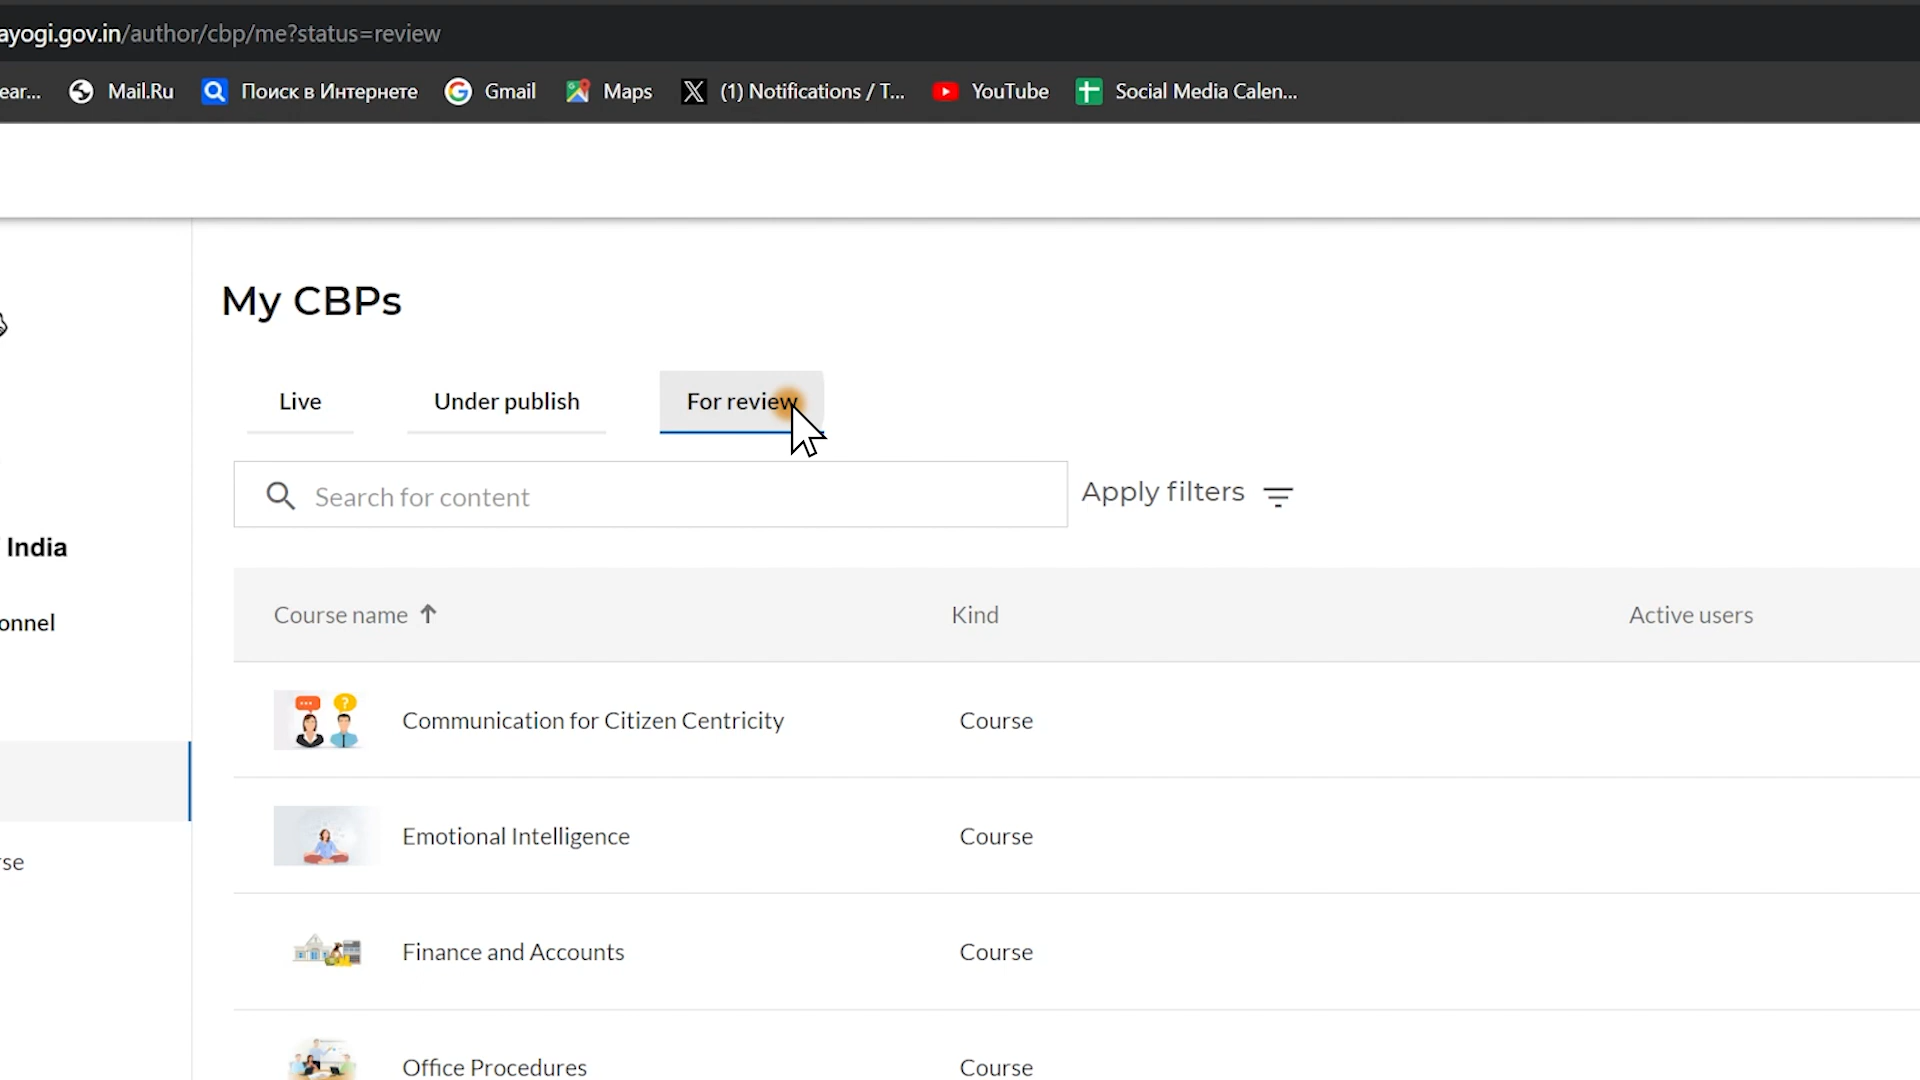 ayogi.gov.in/author/cbp/me?status=review
ear... Mail.Ru Поиск в Интернете Gmail Maps (1) Notifications / T... YouTube Social Media Calen...
My CBPs
Live Under publish For review
Search for content Apply filters
India
Course name Kind Active users
onnel
Communication for Citizen Centricity Course
Emotional Intelligence Course
se
Finance and Accounts Course
Office Procedures Course